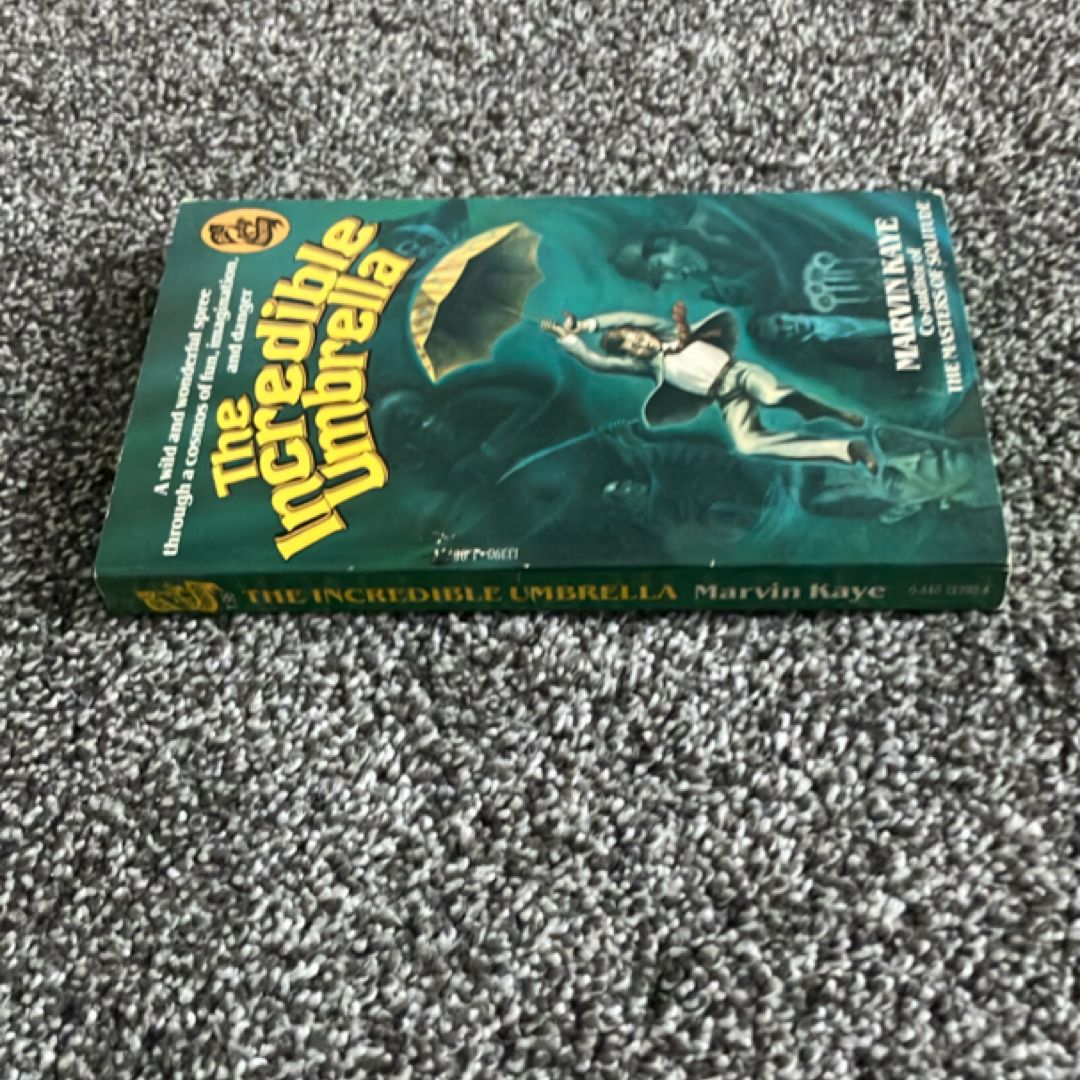 A wild and wonderful spree
through a cosmos of fun, imagination,
and danger
The
Incredible
Umbrella
MARVIN KAYE
Co-author of
THE MASTERS OF SOLITUDE
THE INCREDIBLE UMBRELLA Marvin Kaye